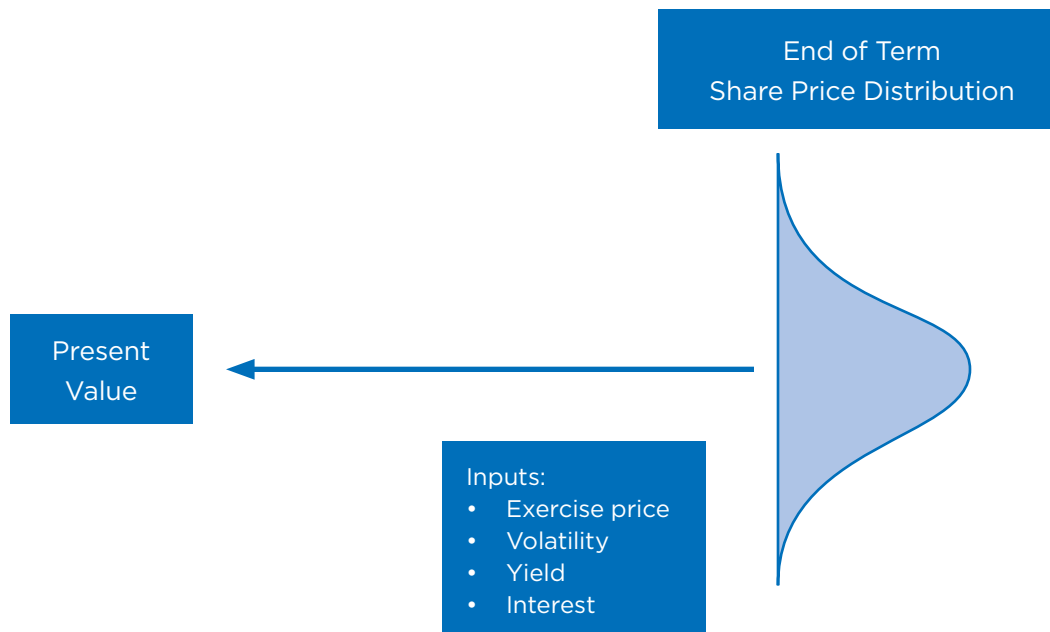 End of Term
Share Price Distribution
Present
Value
Inputs:
• Exercise price
• Volatility
• Yield
• Interest